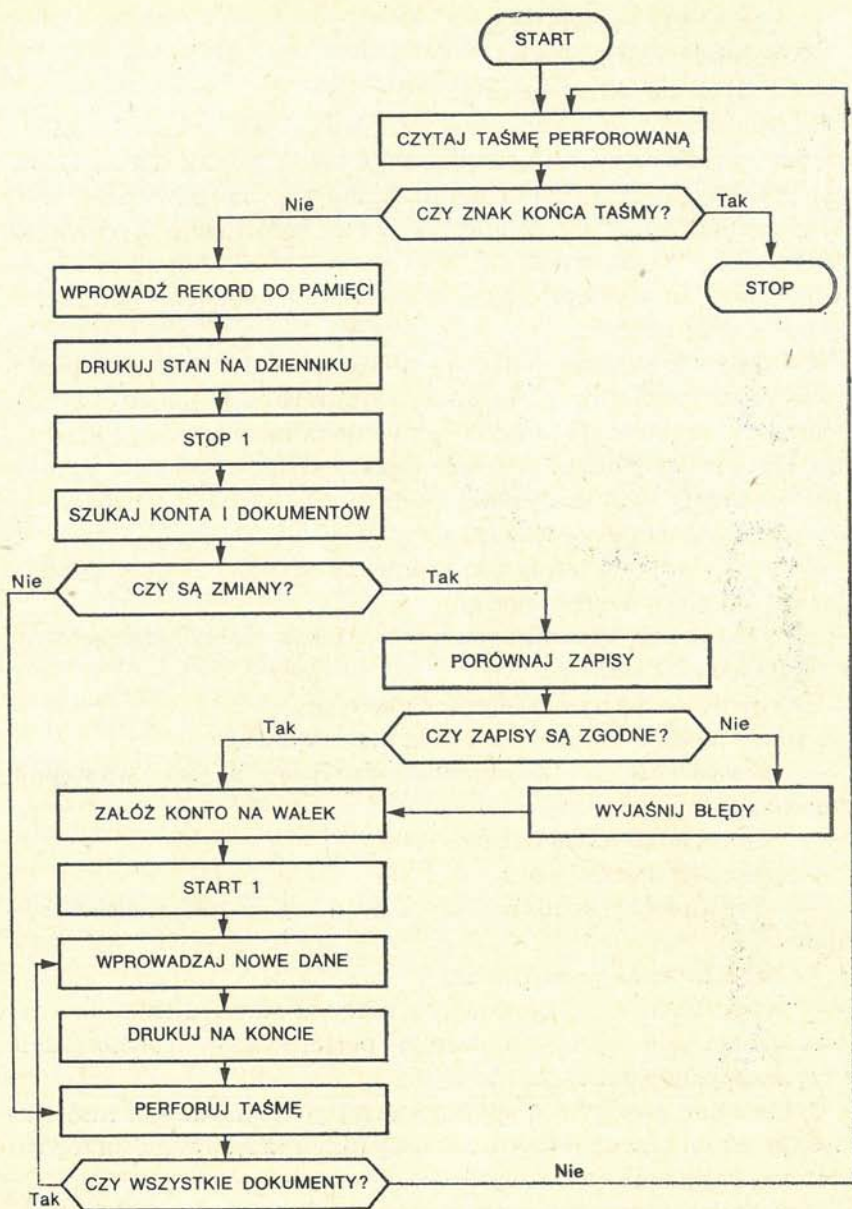 START
CZYTAJ TAŚMĘ PERFOROWANĄ
Nie
CZY ZNAK KOŃCA TAŚMY?
Tak
WPROWADŹ REKORD DO PAMIĘCI
STOP
DRUKUJ STAN NA DZIENNIKU
STOP 1
SZUKAJ KONTA I DOKUMENTÓW
Nie
CZY SĄ ZMIANY?
Tak
PORÓWNAJ ZAPISY
Tak
CZY ZAPISY SĄ ZGODNE?
Nie
ZAŁÓŻ KONTO NA WAŁEK
WYJAŚNIJ BŁĘDY
START 1
WPROWADZAJ NOWE DANE
DRUKUJ NA KONCIE
PERFORUJ TAŚMĘ
Tak
CZY WSZYSTKIE DOKUMENTY?
Nie